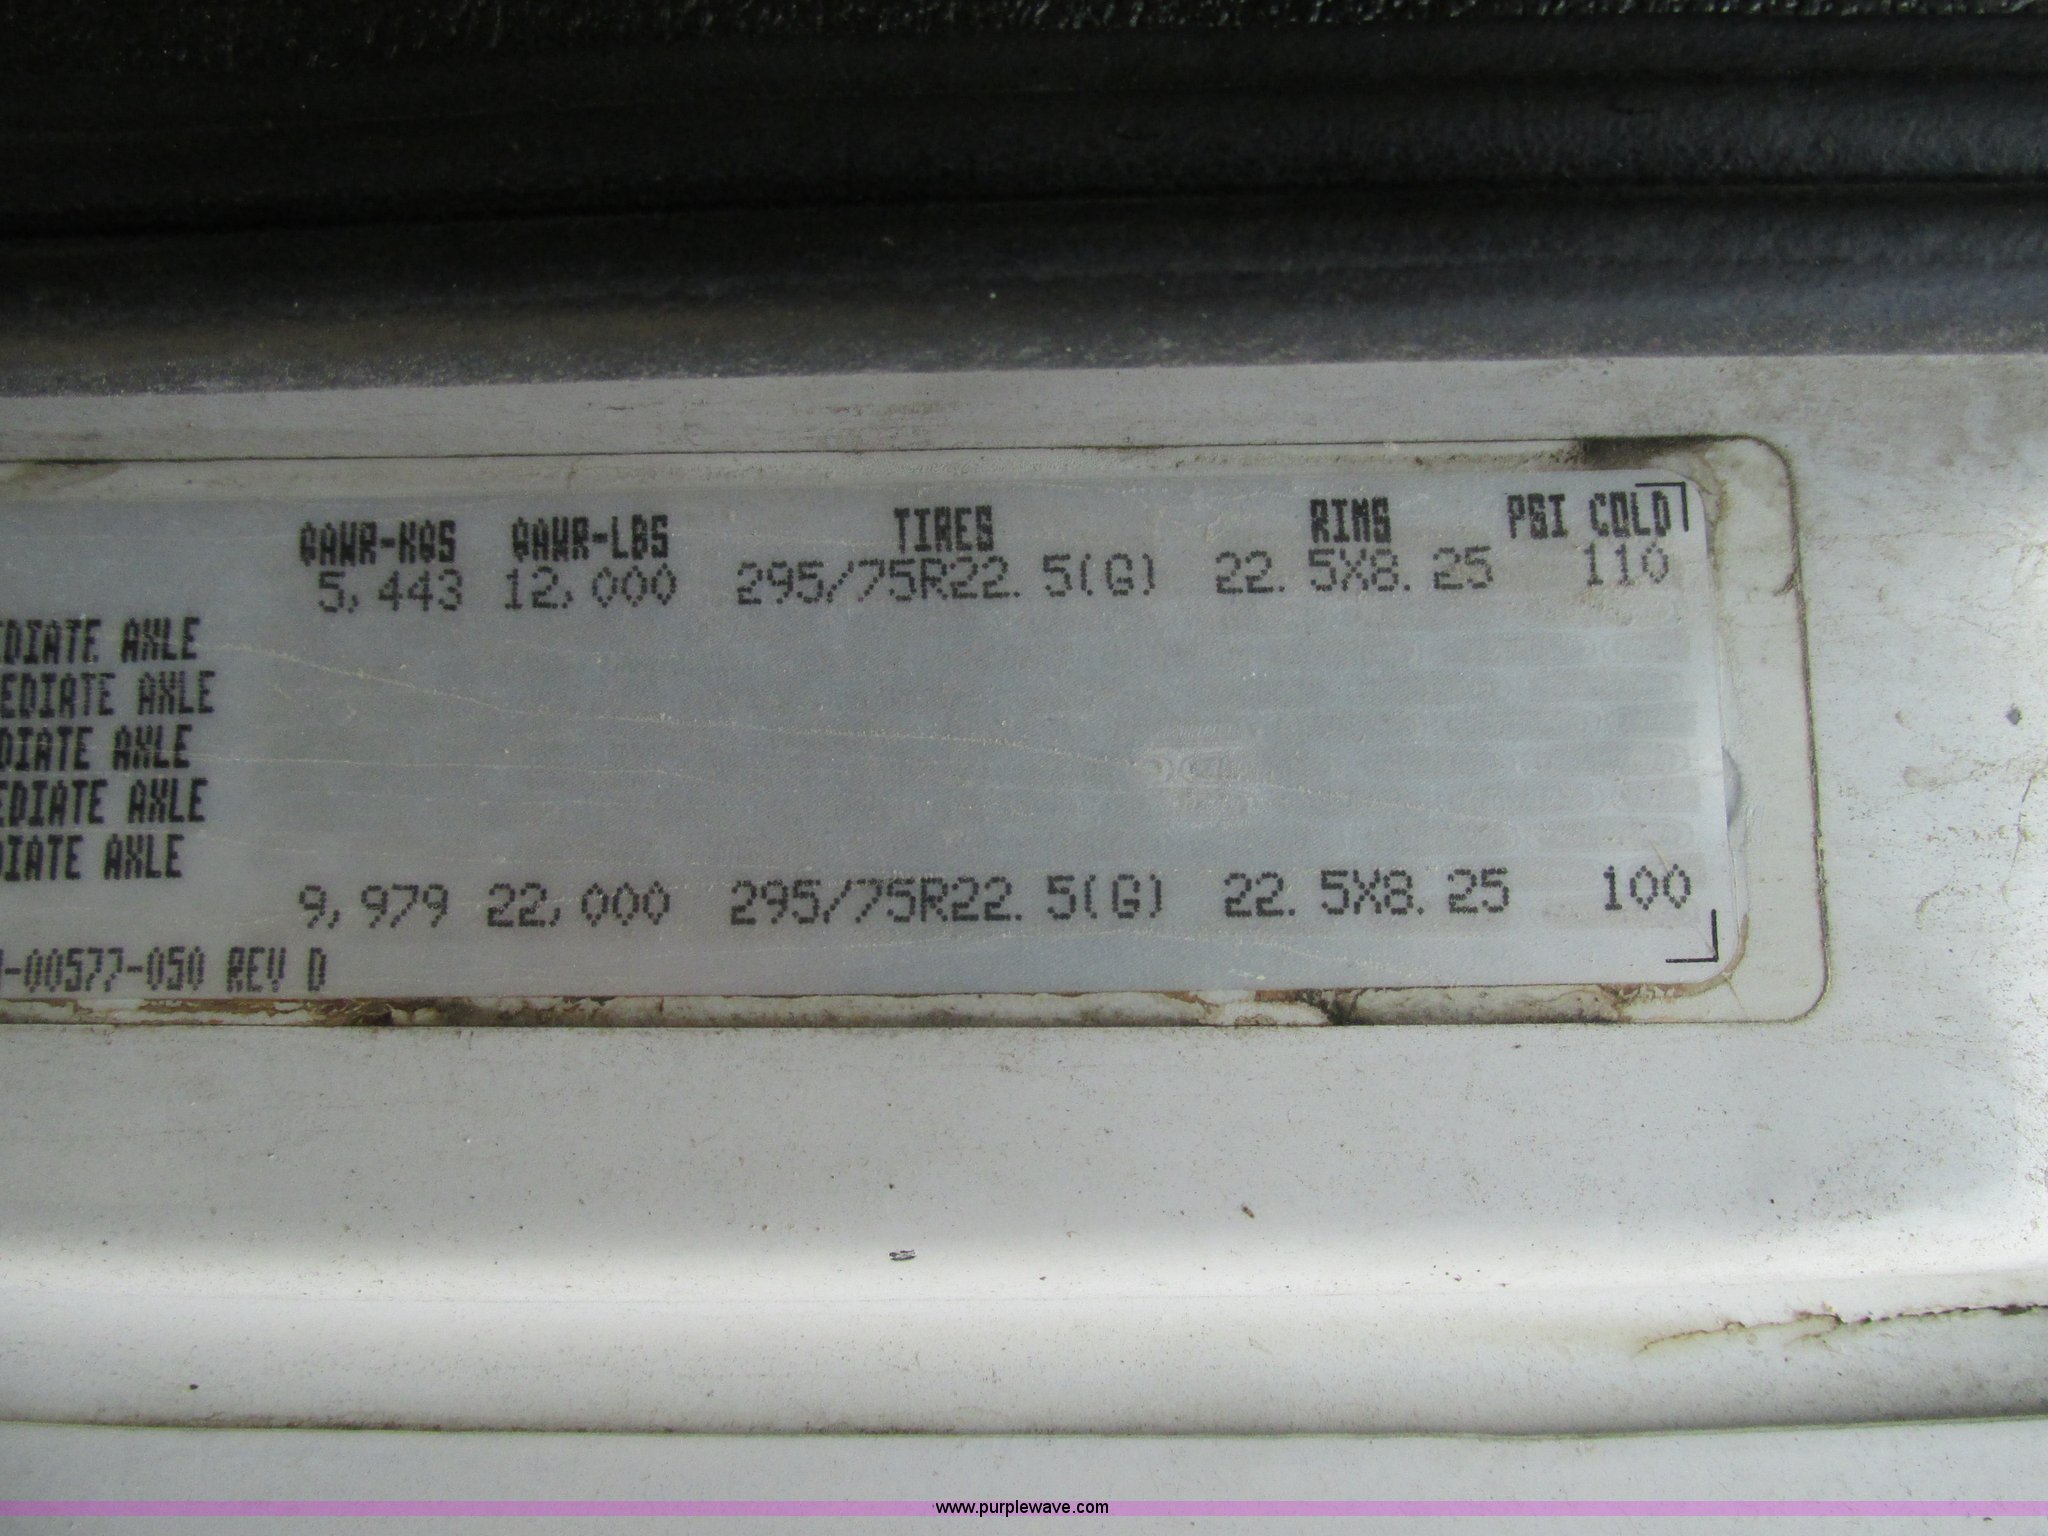 GAWR-KGS GAWR-LBS TIRES RIMS PSI COLD
5,443 12,000 295/75R22.5(G) 22.5X8.25 110
EDIATE AXLE
EDIATE AXLE
DIATE AXLE
EDIATE AXLE
DIATE AXLE
9,979 22,000 295/75R22.5(G) 22.5X8.25 100
-00577-050 REV D
www.purplewave.com